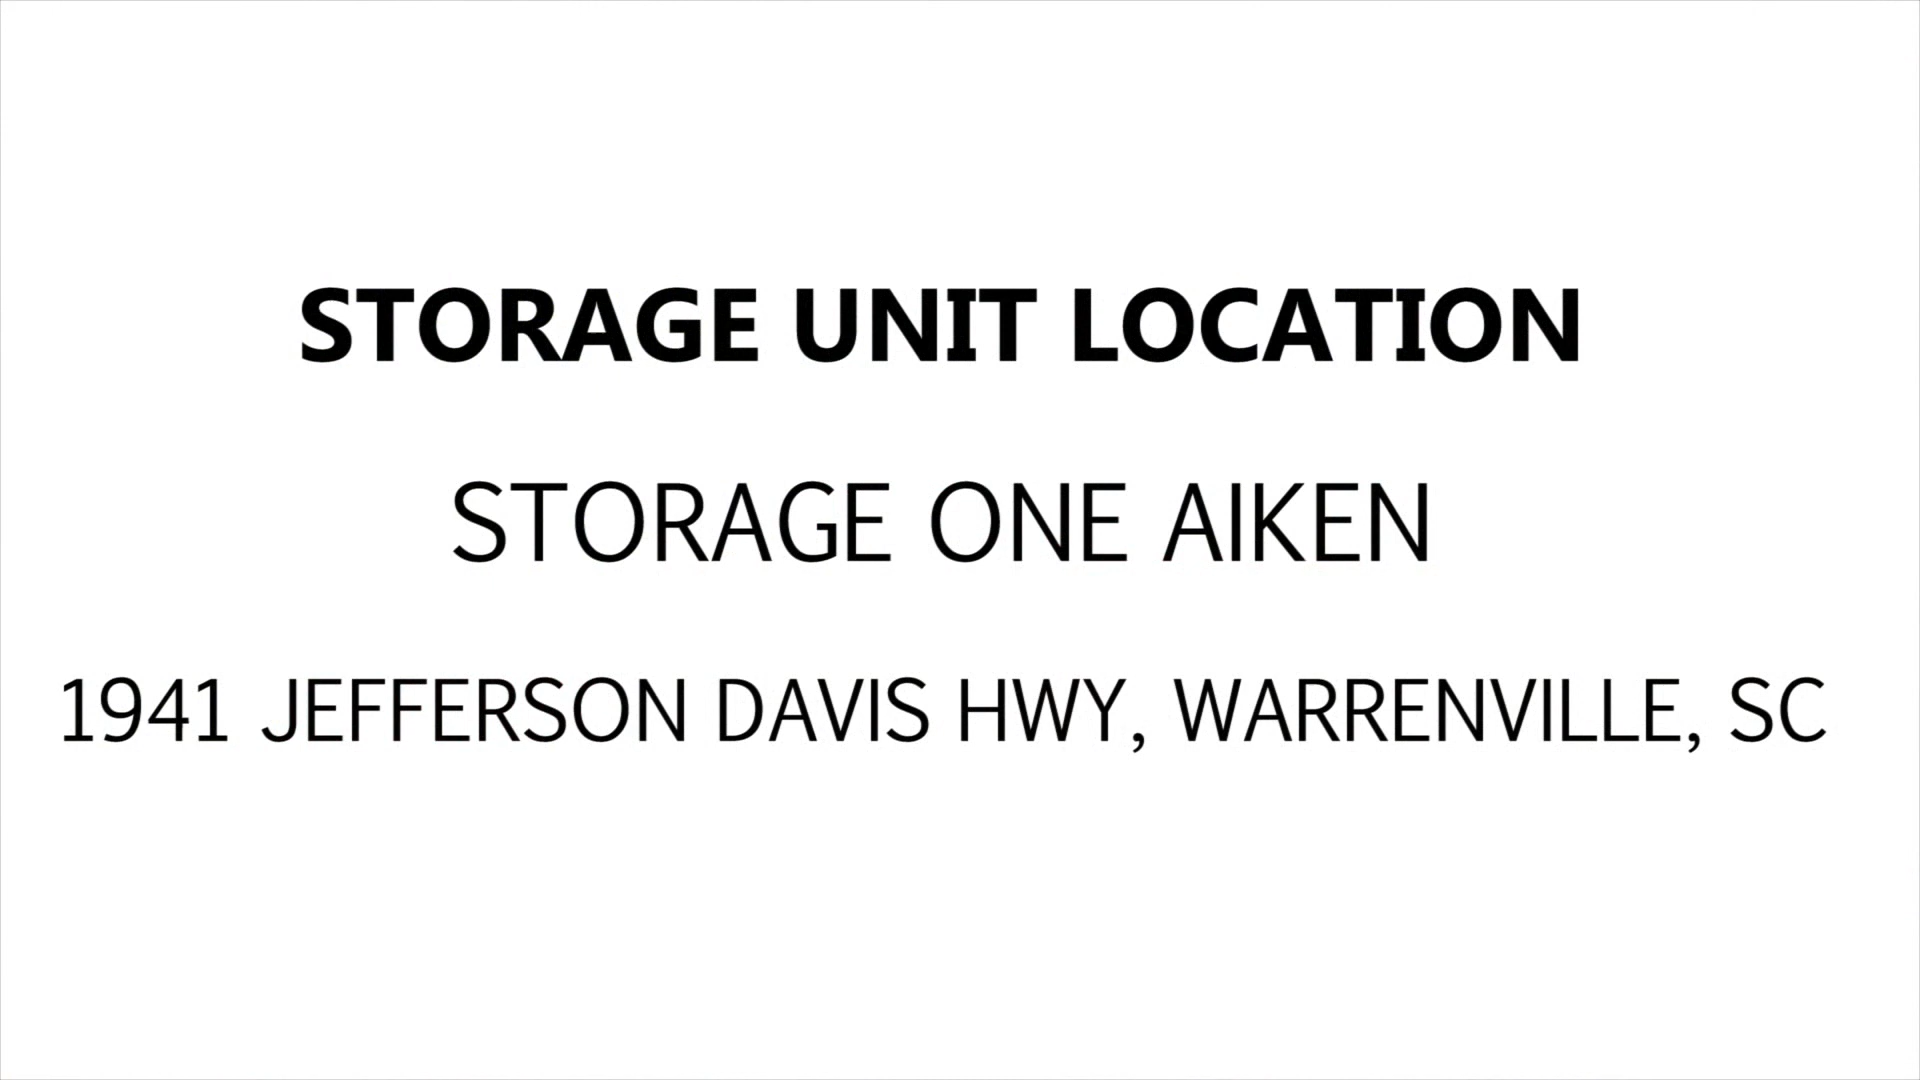 STORAGE UNIT LOCATION
STORAGE ONE AIKEN
1941 JEFFERSON DAVIS HWY, WARRENVILLE, SC